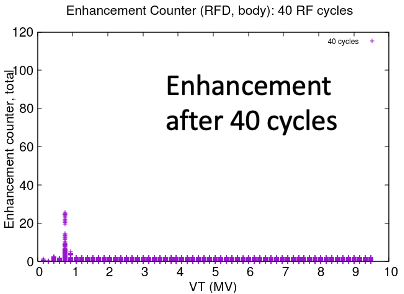 Enhancement Counter (RFD, body): 40 RF cycles
120
100
80
60
40
20
0
Enhancement counter, total
40 cycles
Enhancement
after 40 cycles
0 1 2 3 4 5 6 7 8 9 10
VT (MV)